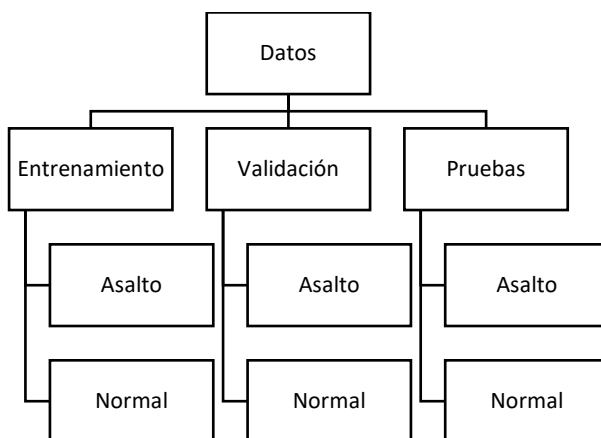 Datos
Entrenamiento
Validación
Pruebas
Asalto
Asalto
Asalto
Normal
Normal
Normal